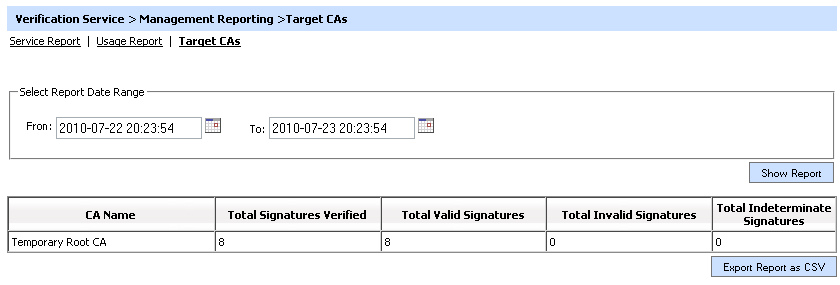 Verification Service > Management Reporting >Target CAs
Service Report | Usage Report | Target CAs
Select Report Date Range
Fron: 2010-07-22 20:23:54 To: 2010-07-23 20:23:54
Show Report
CA Name Total Signatures Verified Total Valid Signatures Total Invalid Signatures Total Indeterminate Signatures
Temporary Root CA 8 8 0 0
Export Report as CSV